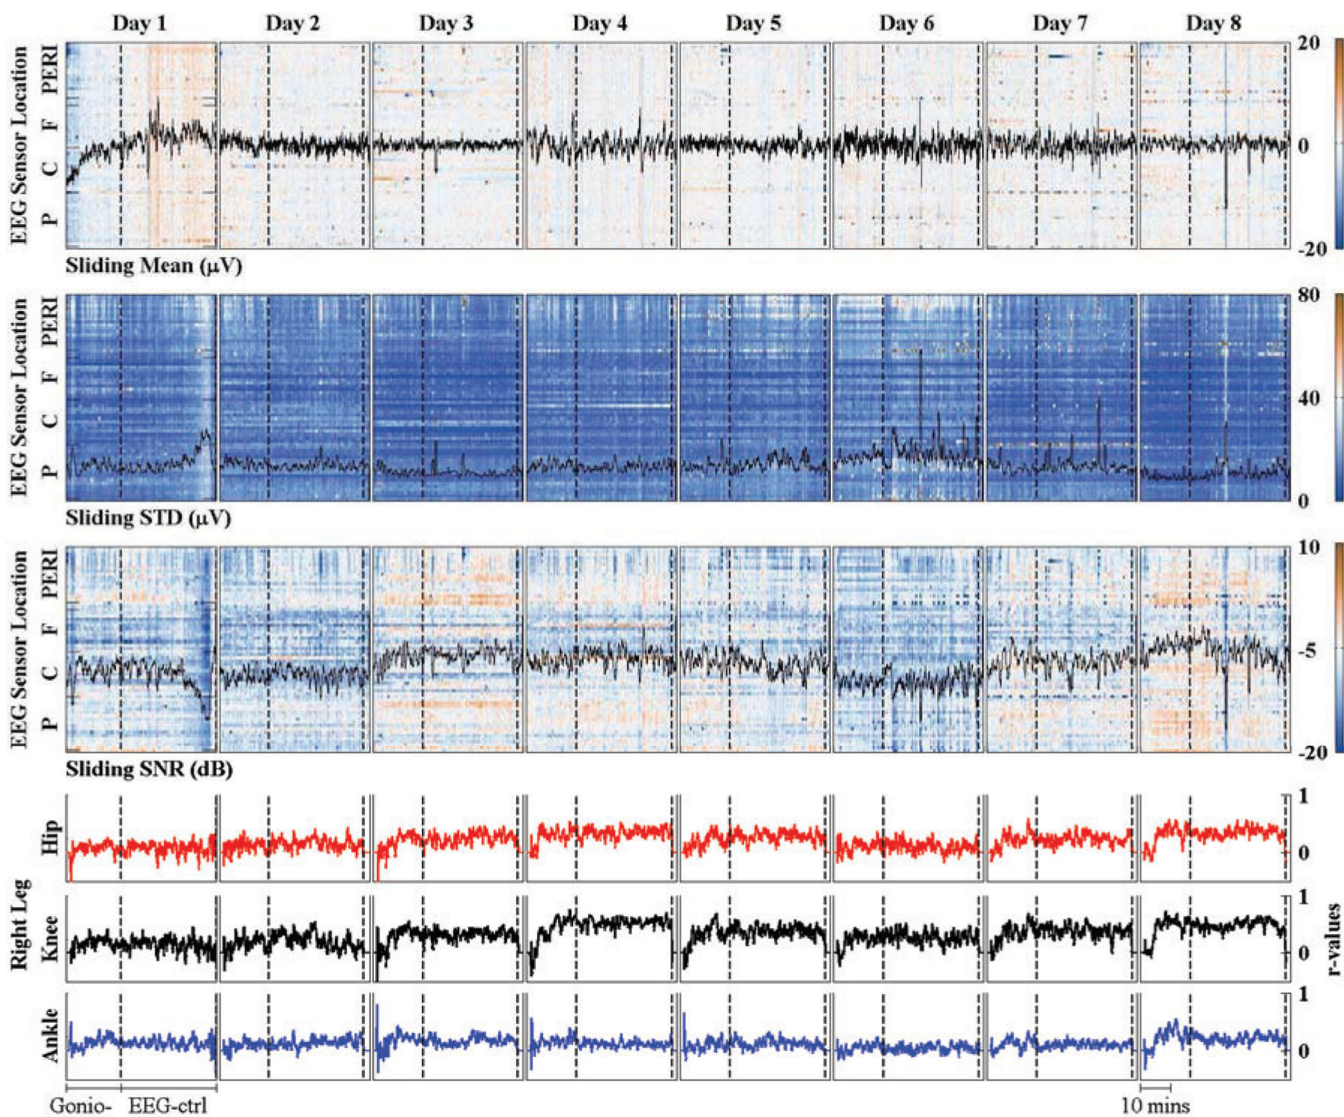 Day 1 Day 2 Day 3 Day 4 Day 5 Day 6 Day 7 Day 8
EEG Sensor Location
PERI
F
C
P
20
0
-20
Sliding Mean (μV)
EEG Sensor Location
PERI
F
C
P
80
40
0
Sliding STD (μV)
EEG Sensor Location
PERI
F
C
P
10
-5
-20
Sliding SNR (dB)
Right Leg
Hip
1
0
Knee
1
0
Ankle
1
0
r-values
Gonio- EEG-ctrl 10 mins